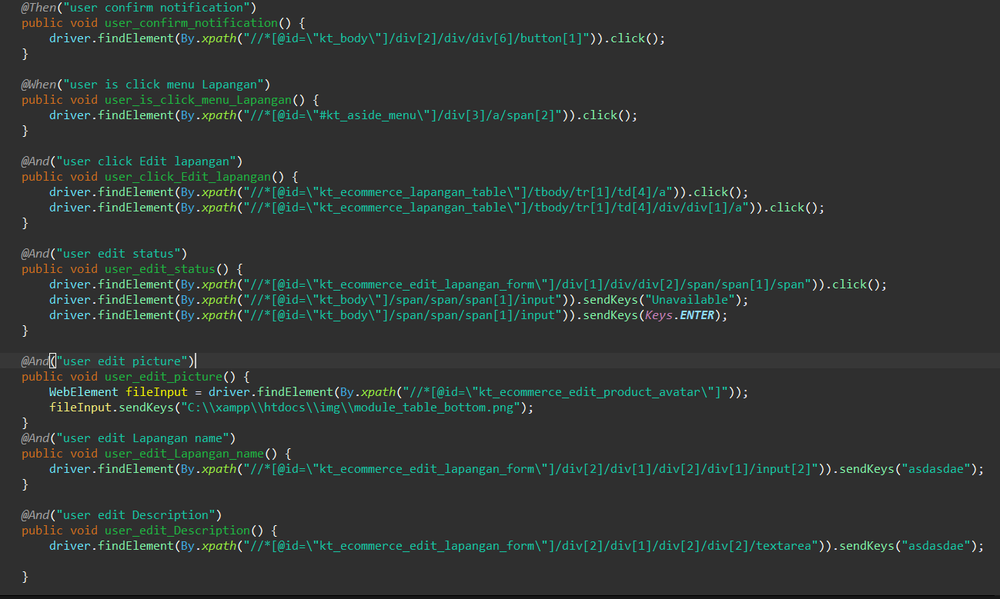 @Then("user confirm notification")
public void user_confirm_notification() {
driver.findElement(By.xpath("//*[@id=\"kt_body\"]/div[2]/div/div[6]/button[1]")).click();
}
@When("user is click menu Lapangan")
public void user_is_click_menu_Lapangan() {
driver.findElement(By.xpath("//*[@id=\"#kt_aside_menu\"]/div[3]/a/span[2]")).click();
}
@And("user click Edit lapangan")
public void user_click_Edit_lapangan() {
driver.findElement(By.xpath("//*[@id=\"kt_ecommerce_lapangan_table\"]/tbody/tr[1]/td[4]/a")).click();
driver.findElement(By.xpath("//*[@id=\"kt_ecommerce_lapangan_table\"]/tbody/tr[1]/td[4]/div/div[1]/a")).click();
}
@And("user edit status")
public void user_edit_status() {
driver.findElement(By.xpath("//*[@id=\"kt_ecommerce_edit_lapangan_form\"]/div[1]/div/div[2]/span/span[1]/span")).click();
driver.findElement(By.xpath("//*[@id=\"kt_body\"]/span/span/span[1]/input")).sendKeys("Unavailable");
driver.findElement(By.xpath("//*[@id=\"kt_body\"]/span/span/span[1]/input")).sendKeys(Keys.ENTER);
}
@And("user edit picture")
public void user_edit_picture() {
WebElement fileInput = driver.findElement(By.xpath("//*[@id=\"kt_ecommerce_edit_product_avatar\"]"));
fileInput.sendKeys("C:\\xampp\\htdocs\\img\\module_table_bottom.png");
}
@And("user edit Lapangan name")
public void user_edit_Lapangan_name() {
driver.findElement(By.xpath("//*[@id=\"kt_ecommerce_edit_lapangan_form\"]/div[2]/div[1]/div[2]/div[1]/input[2]")).sendKeys("asdasdae");
}
@And("user edit Description")
public void user_edit_Description() {
driver.findElement(By.xpath("//*[@id=\"kt_ecommerce_edit_lapangan_form\"]/div[2]/div[1]/div[2]/div[2]/textarea")).sendKeys("asdasdae");
}